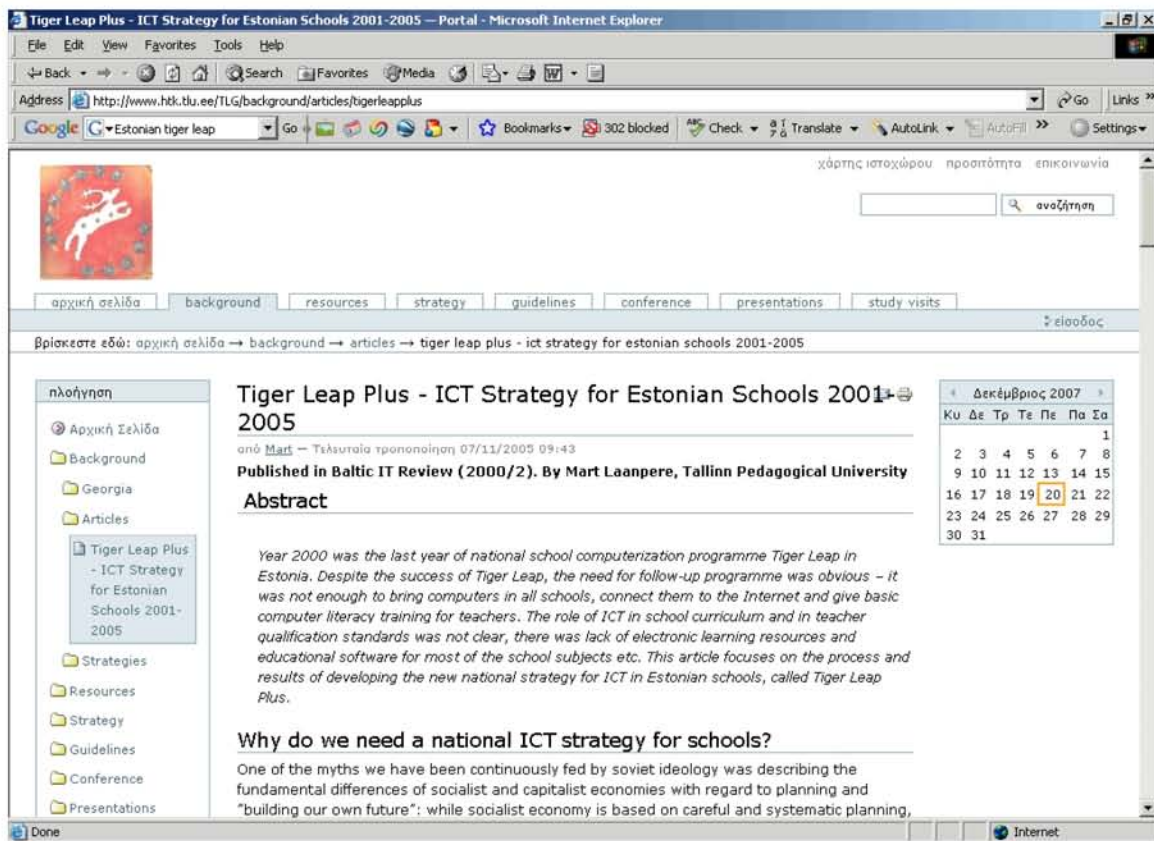 Tiger Leap Plus - ICT Strategy for Estonian Schools 2001-2005 — Portal - Microsoft Internet Explorer
File Edit View Favorites Tools Help
Back Search Favorites Media
Address http://www.htk.tlu.ee/TLG/background/articles/tigerleapplus Go Links »
Google G Estonian tiger leap Go Bookmarks 302 blocked Check Translate AutoLink AutoFill » Settings
χάρτης ιστοχώρου προσιτότητα επικοινωνία
αναζήτηση
αρχική σελίδα background resources strategy guidelines conference presentations study visits
είσοδος
βρίσκεστε εδώ: αρχική σελίδα → background → articles → tiger leap plus - ict strategy for estonian schools 2001-2005
πλοήγηση
Αρχική Σελίδα
Background
Georgia
Articles
Tiger Leap Plus
- ICT Strategy
for Estonian
Schools 2001-
2005
Strategies
Resources
Strategy
Guidelines
Conference
Presentations
Tiger Leap Plus - ICT Strategy for Estonian Schools 2001-
2005
από Mart — Τελευταία τροποποίηση 07/11/2005 09:43
Published in Baltic IT Review (2000/2). By Mart Laanpere, Tallinn Pedagogical University
Abstract
Year 2000 was the last year of national school computerization programme Tiger Leap in
Estonia. Despite the success of Tiger Leap, the need for follow-up programme was obvious – it
was not enough to bring computers in all schools, connect them to the Internet and give basic
computer literacy training for teachers. The role of ICT in school curriculum and in teacher
qualification standards was not clear, there was lack of electronic learning resources and
educational software for most of the school subjects etc. This article focuses on the process and
results of developing the new national strategy for ICT in Estonian schools, called Tiger Leap
Plus.
Why do we need a national ICT strategy for schools?
One of the myths we have been continuously fed by soviet ideology was describing the
fundamental differences of socialist and capitalist economies with regard to planning and
"building our own future": while socialist economy is based on careful and systematic planning,
Δεκέμβριος 2007
Κυ Δε Τρ Τε Πε Πα Σα
1
2 3 4 5 6 7 8
9 10 11 12 13 14 15
16 17 18 19 20 21 22
23 24 25 26 27 28 29
30 31
Done Internet